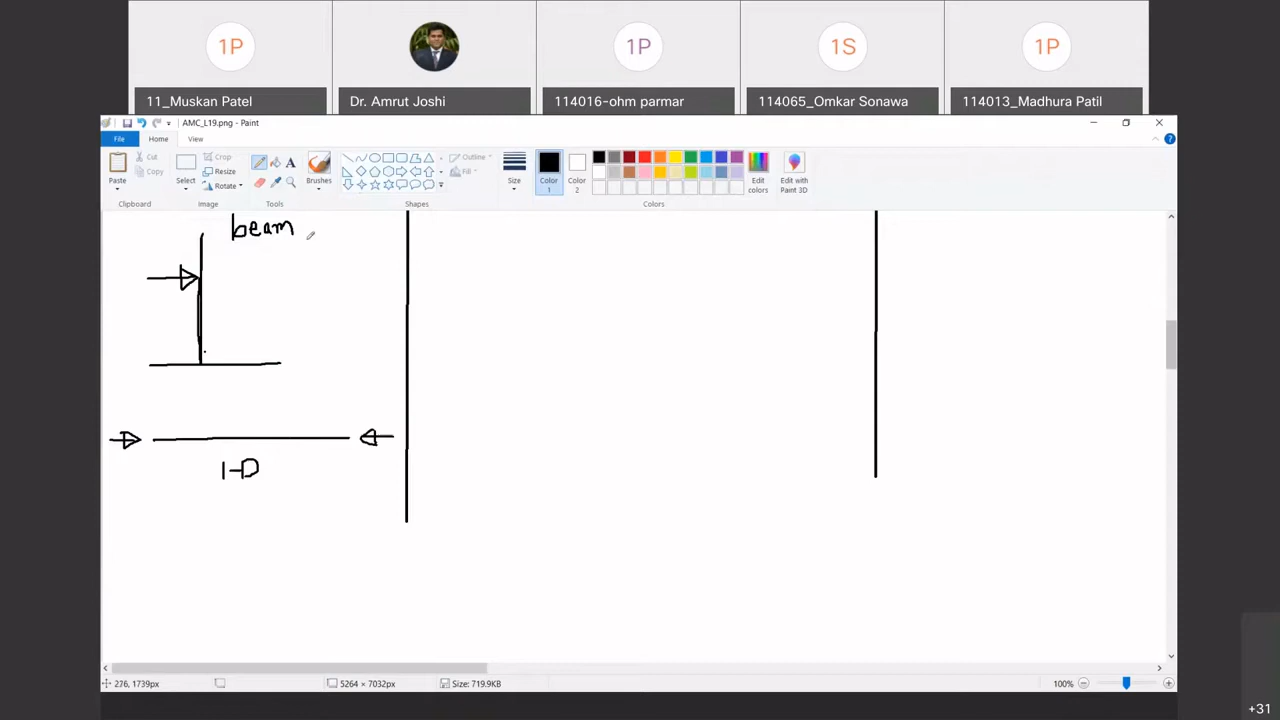 1P
1P
1S
1P
11_Muskan Patel
Dr. Amrut Joshi
114016-ohm parmar
114065_Omkar Sonawa
114013_Madhura Patil
AMC_L19.png - Paint
File
Home
View
Paste
Cut
Copy
Clipboard
Select
Crop
Resize
Rotate
Image
A
Tools
Brushes
Outline
Fill
Shapes
Size
Color
1
Color
2
Edit
colors
Edit with
Paint 3D
Colors
beam
1-D
276, 1739px
5264 × 7032px
Size: 719.9KB
100%
+31